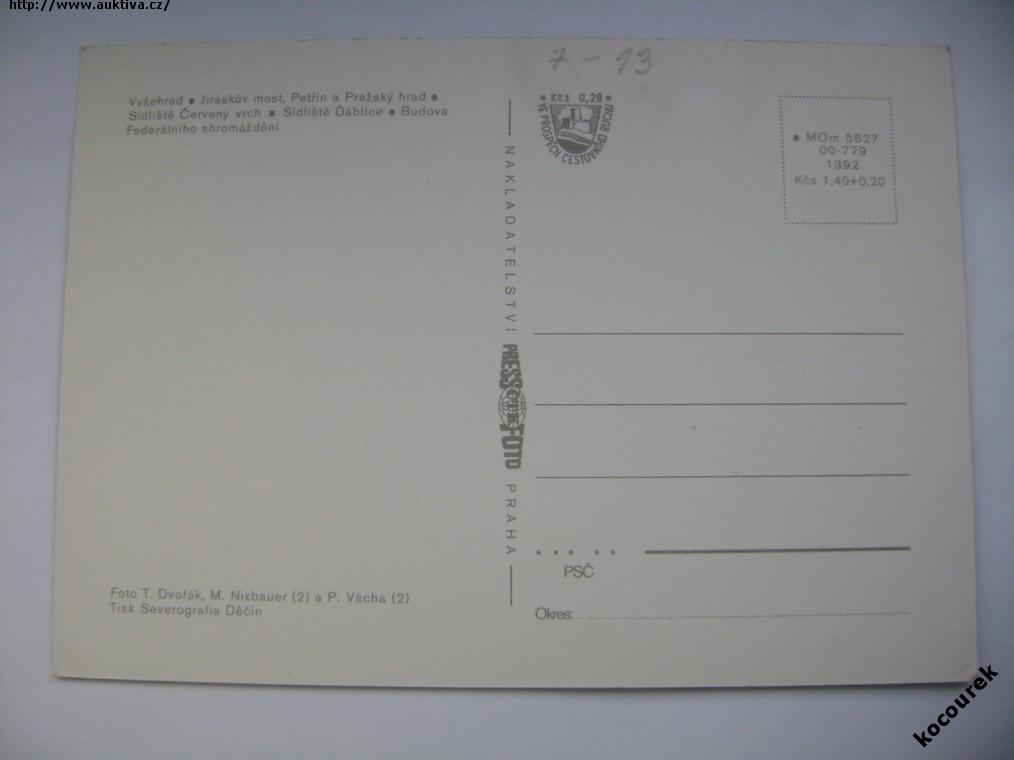 http://www.auktiva.cz/
7-13
Vyšehrad • Jiráskův most, Petřín a Pražský hrad •
Sídliště Červený vrch • Sídliště Ďáblice • Budova
Federálního shromáždění
Kčs 0,28
VE PROSPĚCH CESTOVNÍHO RUCHU
• MOm 5627
00-779
1392
Kčs 1,40+0,20
NAKLADATELSTVÍ
PRESS ČTK FOTO
PRAHA
PSČ
Okres:
Foto T. Dvořák, M. Nixbauer (2) a P. Vácha (2)
Tisk Severografia Děčín
kocourek